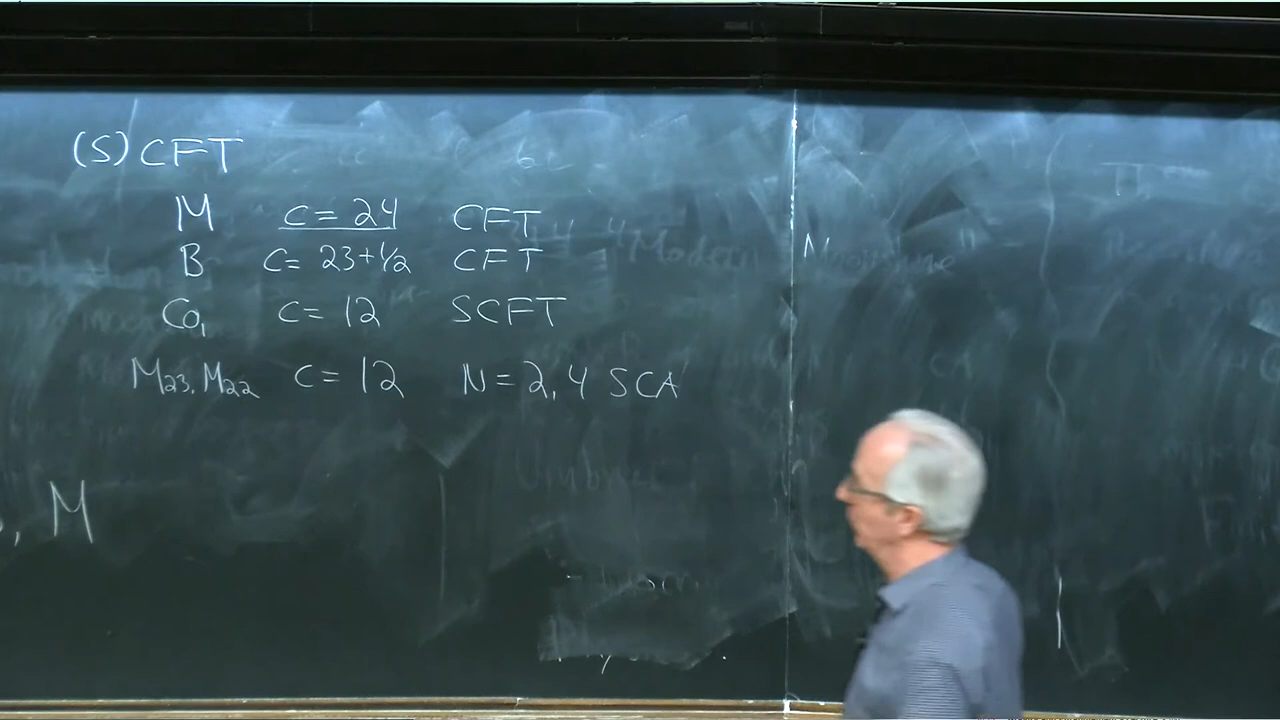 (S) CFT
M c = 24 CFT
B c = 23+1/2 CFT
Co₁ c = 12 SCFT
M₂₃, M₂₂ c = 12 N = 2, 4 SCA
, M